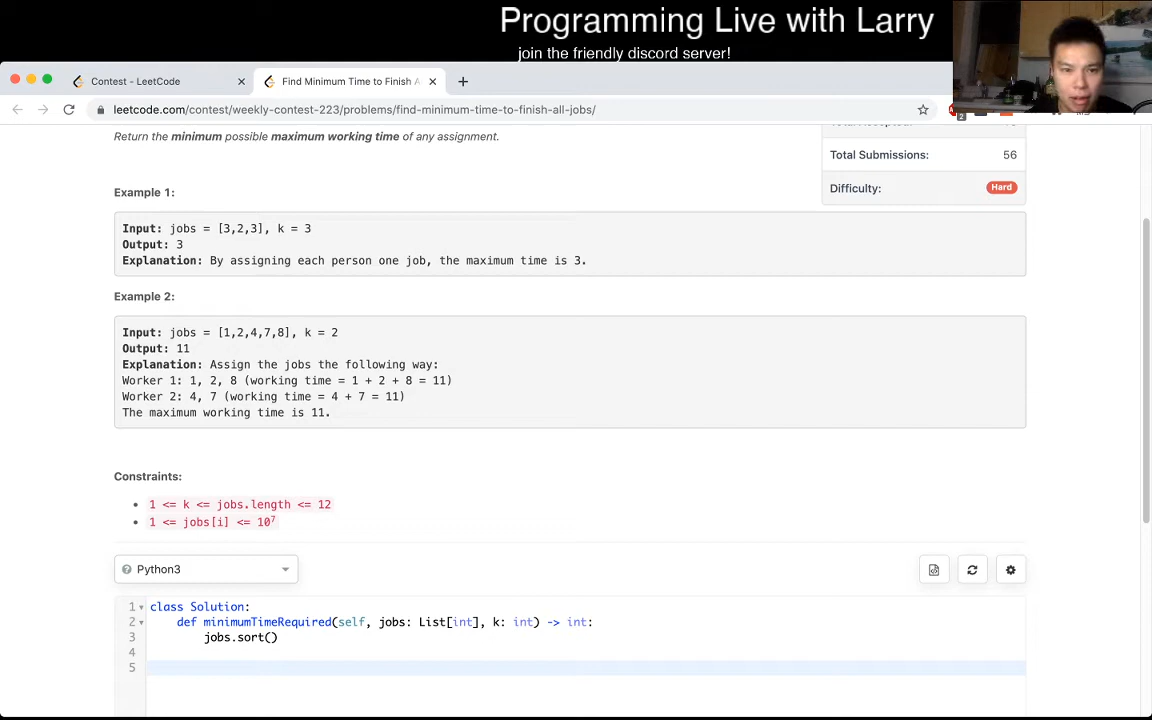 Programming Live with Larry
join the friendly discord server!
Contest - LeetCode
Find Minimum Time to Finish A
leetcode.com/contest/weekly-contest-223/problems/find-minimum-time-to-finish-all-jobs/
2
Return the minimum possible maximum working time of any assignment.
Total Submissions: 56
Difficulty: Hard
Example 1:
Input: jobs = [3,2,3], k = 3
Output: 3
Explanation: By assigning each person one job, the maximum time is 3.
Example 2:
Input: jobs = [1,2,4,7,8], k = 2
Output: 11
Explanation: Assign the jobs the following way:
Worker 1: 1, 2, 8 (working time = 1 + 2 + 8 = 11)
Worker 2: 4, 7 (working time = 4 + 7 = 11)
The maximum working time is 11.
Constraints:
1 <= k <= jobs.length <= 12
1 <= jobs[i] <= 10⁷
Python3
1 class Solution:
2 def minimumTimeRequired(self, jobs: List[int], k: int) -> int:
3 jobs.sort()
4
5